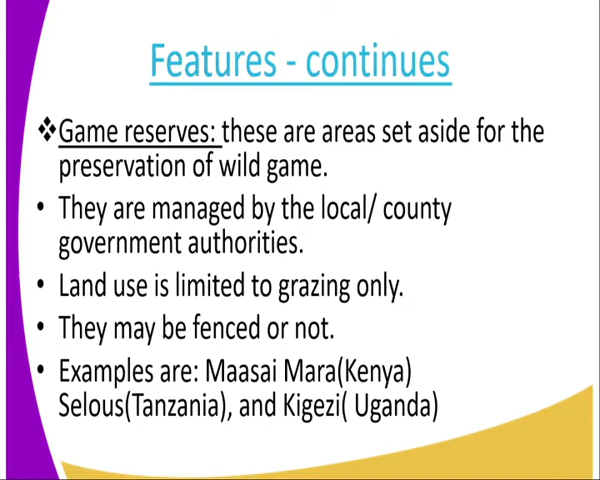 Features - continues
❖Game reserves: these are areas set aside for the
preservation of wild game.
• They are managed by the local/ county
government authorities.
• Land use is limited to grazing only.
• They may be fenced or not.
• Examples are: Maasai Mara(Kenya)
Selous(Tanzania), and Kigezi( Uganda)